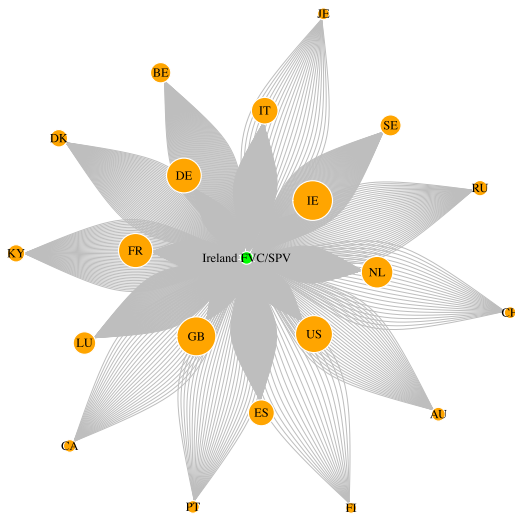 JE
BE
IT
SE
DK
DE
RU
IE
KY
FR
Ireland FVC/SPV
NL
CH
LU
GB
US
ES
AU
CA
PT
FI